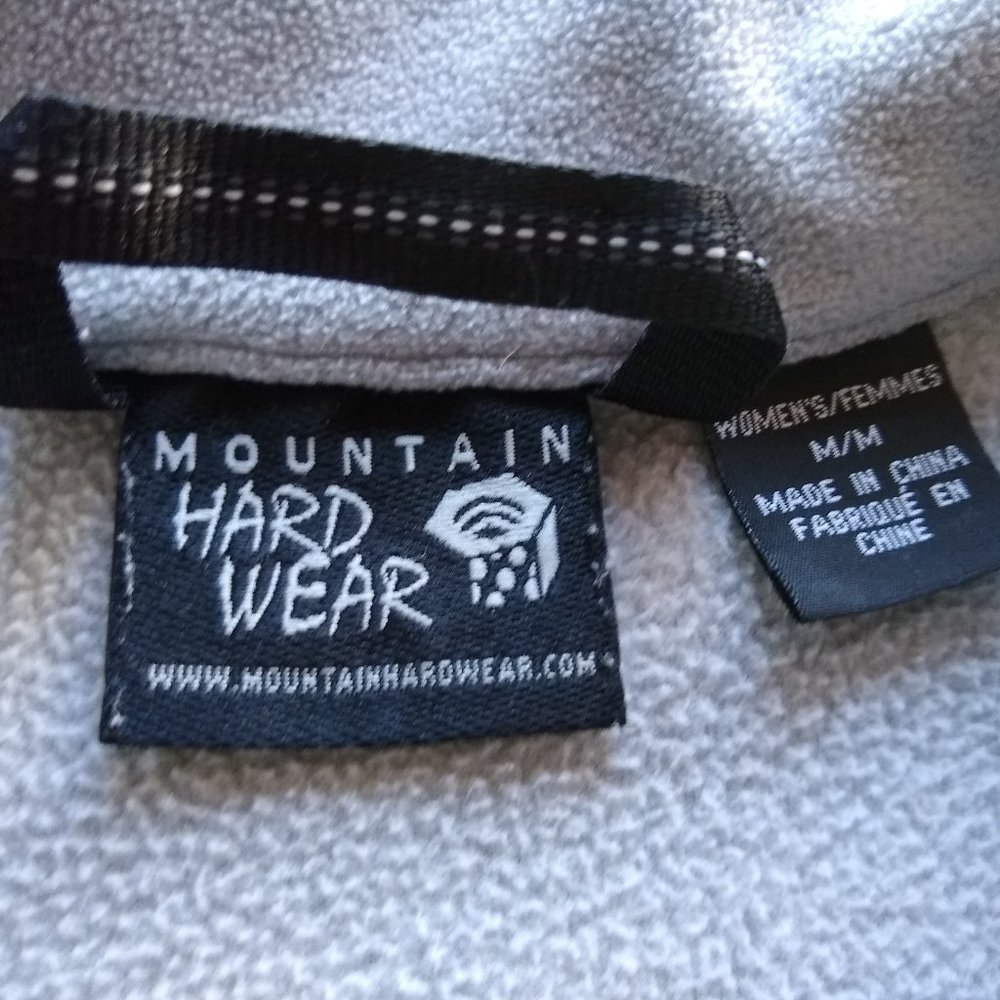 MOUNTAIN
HARD
WEAR
WWW.MOUNTAINHARDWEAR.COM
WOMEN'S/FEMMES
M/M
MADE IN CHINA
FABRIQUÉ EN
CHINE